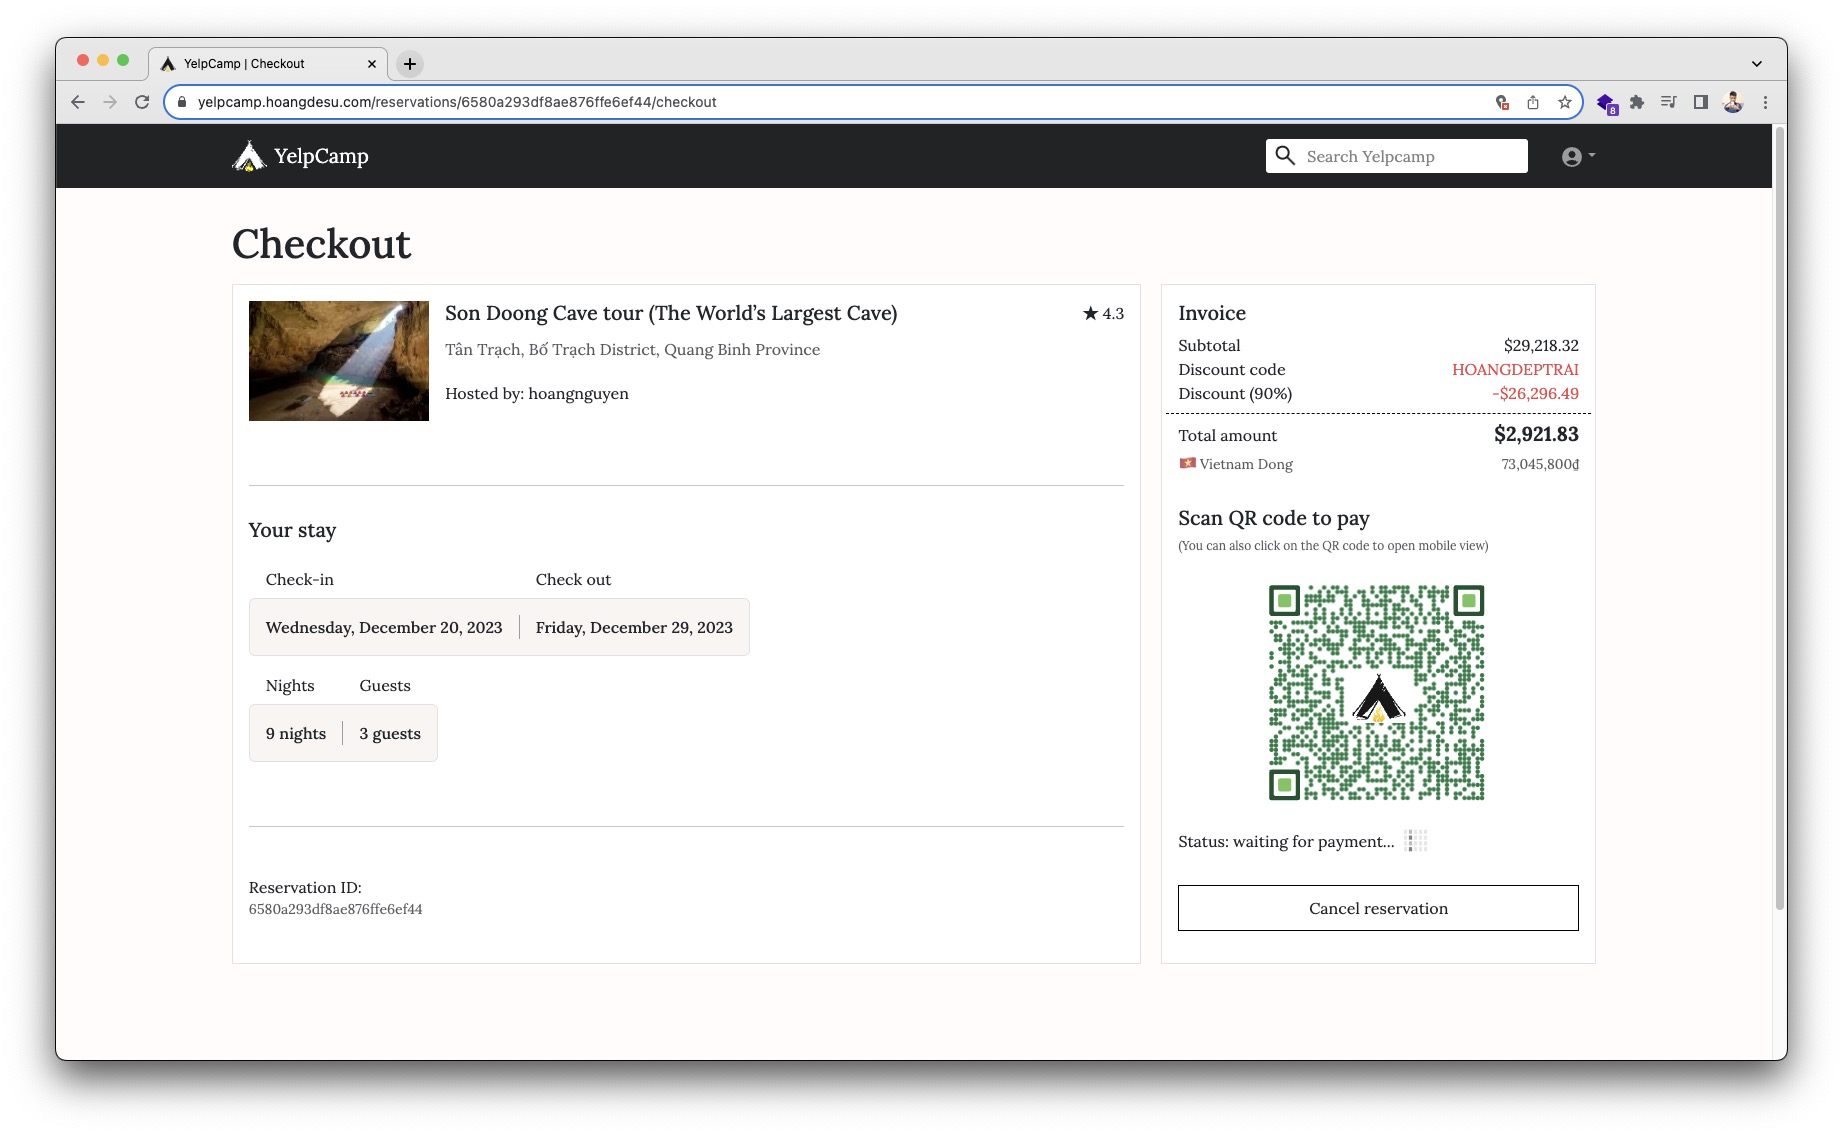 YelpCamp | Checkout
yelpcamp.hoangdesu.com/reservations/6580a293df8ae876ffe6ef44/checkout
8
YelpCamp
Search Yelpcamp
Checkout
Son Doong Cave tour (The World’s Largest Cave)
★ 4.3
Tân Trạch, Bố Trạch District, Quang Binh Province
Hosted by: hoangnguyen
Your stay
Check-in Check out
Wednesday, December 20, 2023 Friday, December 29, 2023
Nights Guests
9 nights 3 guests
Reservation ID:
6580a293df8ae876ffe6ef44
Invoice
Subtotal $29,218.32
Discount code HOANGDEPTRAI
Discount (90%) -$26,296.49
Total amount $2,921.83
🇻🇳 Vietnam Dong 73,045,800₫
Scan QR code to pay
(You can also click on the QR code to open mobile view)
Status: waiting for payment...
Cancel reservation